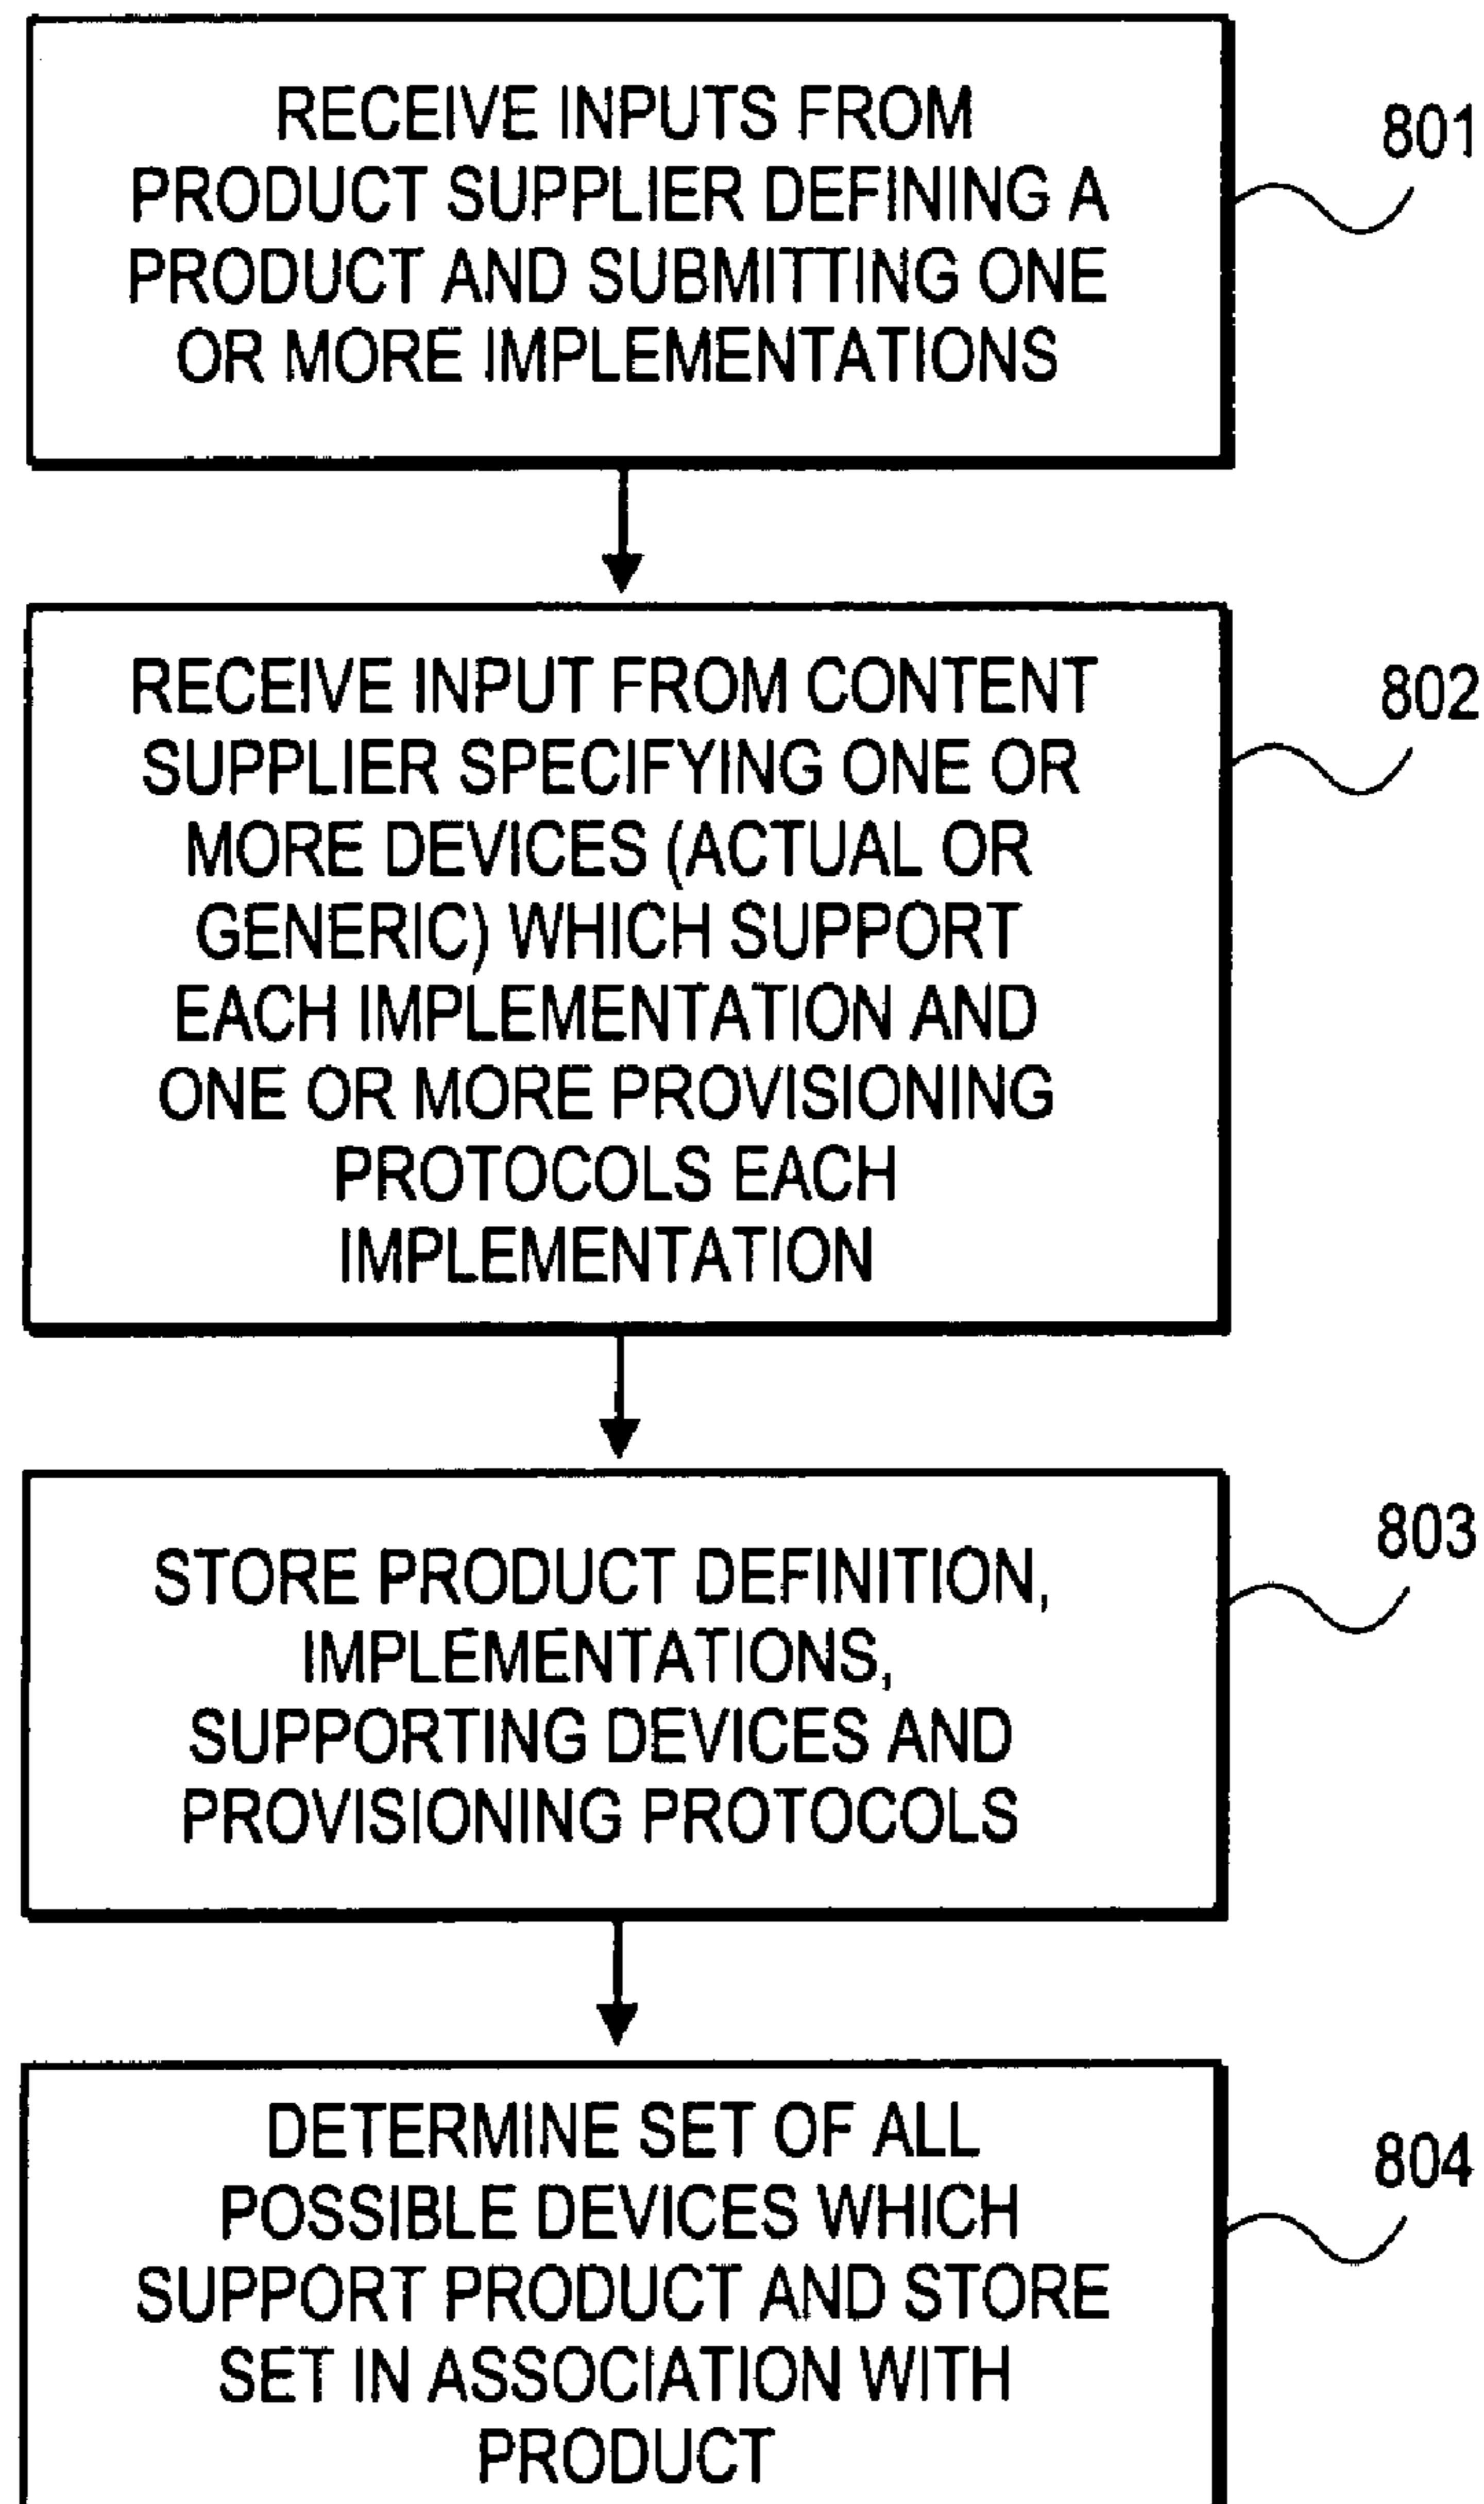 RECEIVE INPUTS FROM
PRODUCT SUPPLIER DEFINING A
PRODUCT AND SUBMITTING ONE
OR MORE IMPLEMENTATIONS
801
RECEIVE INPUT FROM CONTENT
SUPPLIER SPECIFYING ONE OR
MORE DEVICES (ACTUAL OR
GENERIC) WHICH SUPPORT
EACH IMPLEMENTATION AND
ONE OR MORE PROVISIONING
PROTOCOLS EACH
IMPLEMENTATION
802
STORE PRODUCT DEFINITION,
IMPLEMENTATIONS,
SUPPORTING DEVICES AND
PROVISIONING PROTOCOLS
803
DETERMINE SET OF ALL
POSSIBLE DEVICES WHICH
SUPPORT PRODUCT AND STORE
SET IN ASSOCIATION WITH
PRODUCT
804